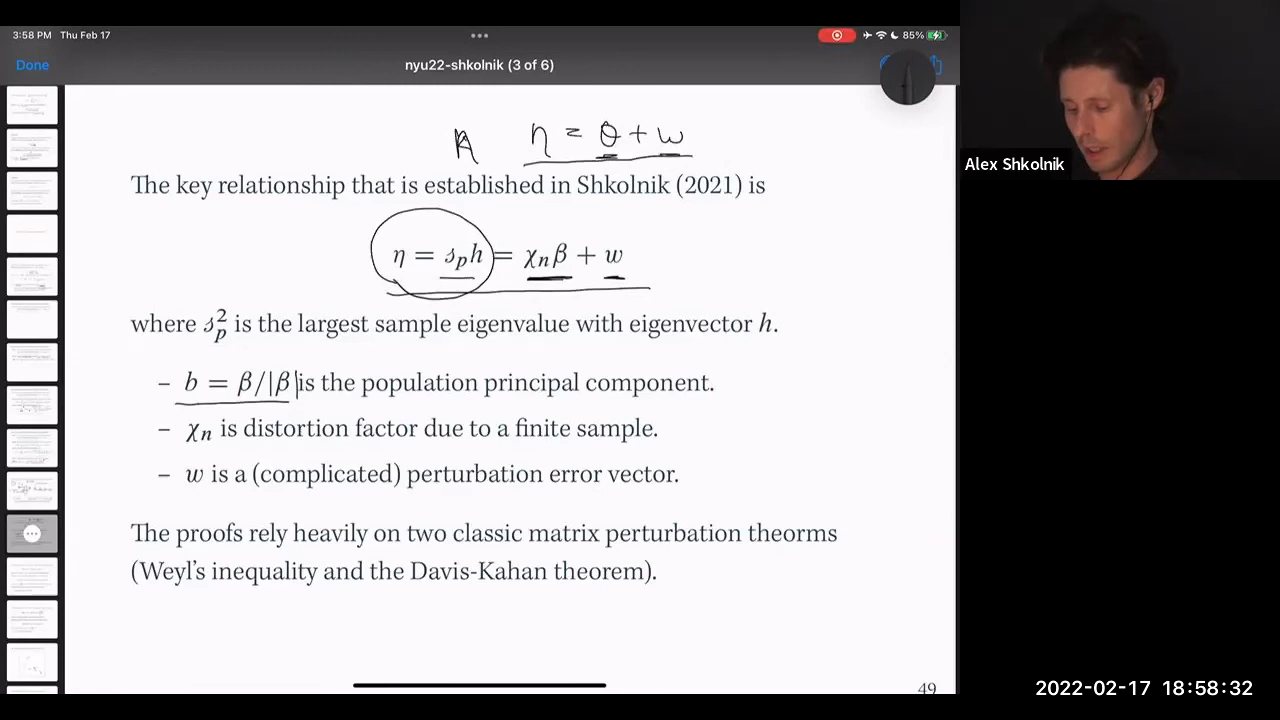 3:58 PM Thu Feb 17
85%
Done
nyu22-shkolnik (3 of 6)
A η = θ + w
The key relationship that is established in Shkolnik (2021) is
η = 𝓈ₚh = χₙβ + w
where 𝓈ₚ² is the largest sample eigenvalue with eigenvector h.
– b = β/|β| is the population principal component.
– χₙ is distortion factor due to a finite sample.
– w is a (complicated) perturbation error vector.
The proofs rely heavily on two classic matrix perturbation theorms
(Weyl's inequality and the Davis-Kahan theorem).
49
Alex Shkolnik
2022-02-17 18:58:32